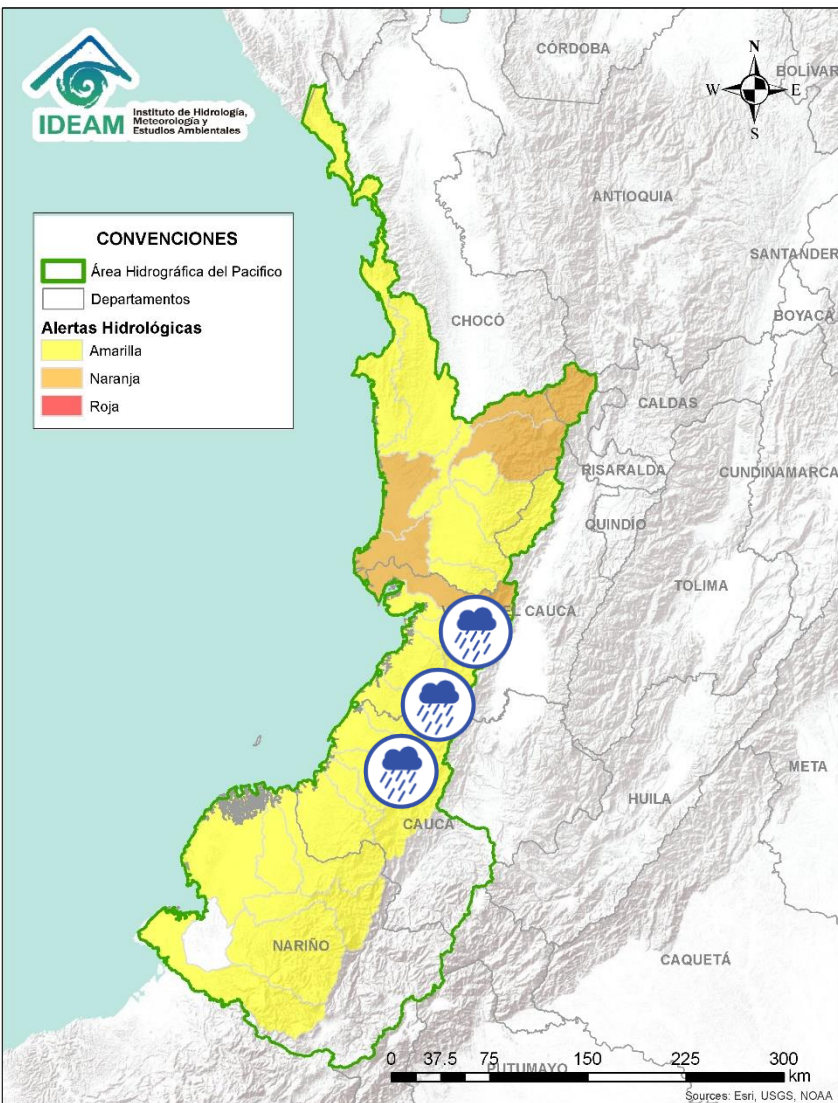 IDEAM
Instituto de Hidrología,
Meteorología y
Estudios Ambientales
CÓRDOBA
BOLÍVAR
N
W E
S
ANTIOQUIA
SANTANDER
CONVENCIONES
Área Hidrográfica del Pacifico
Departamentos
Alertas Hidrológicas
Amarilla
Naranja
Roja
CHOCÓ
BOYACÁ
CALDAS
RISARALDA
CUNDINAMARCA
QUINDÍO
TOLIMA
EL CAUCA
META
HUILA
CAUCA
NARIÑO
CAQUETÁ
PUTUMAYO
0 37.5 75 150 225 300
km
Sources: Esri, USGS, NOAA